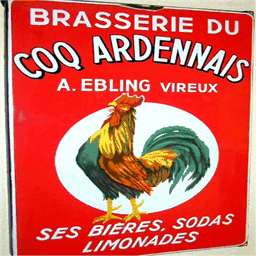 BRASSERIE DU
COQ ARDENNAIS
A. EBLING VIREUX
SES BIÈRES, SODAS
LIMONADES